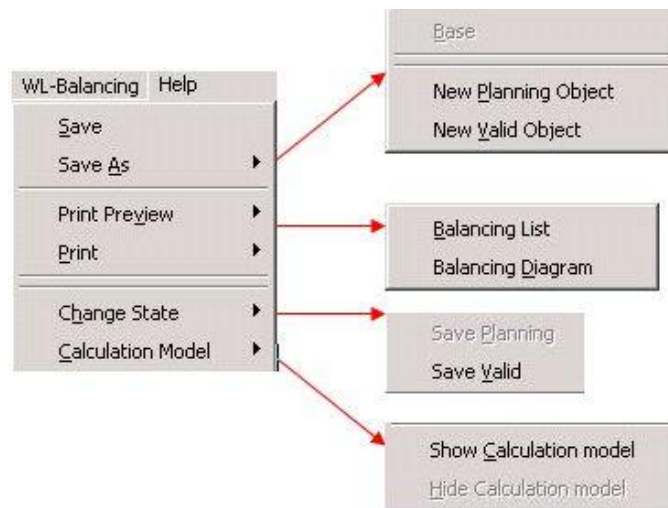 WL-Balancing Help
Save
Save As
Print Preview
Print
Change State
Calculation Model
Base
New Planning Object
New Valid Object
Balancing List
Balancing Diagram
Save Planning
Save Valid
Show Calculation model
Hide Calculation model